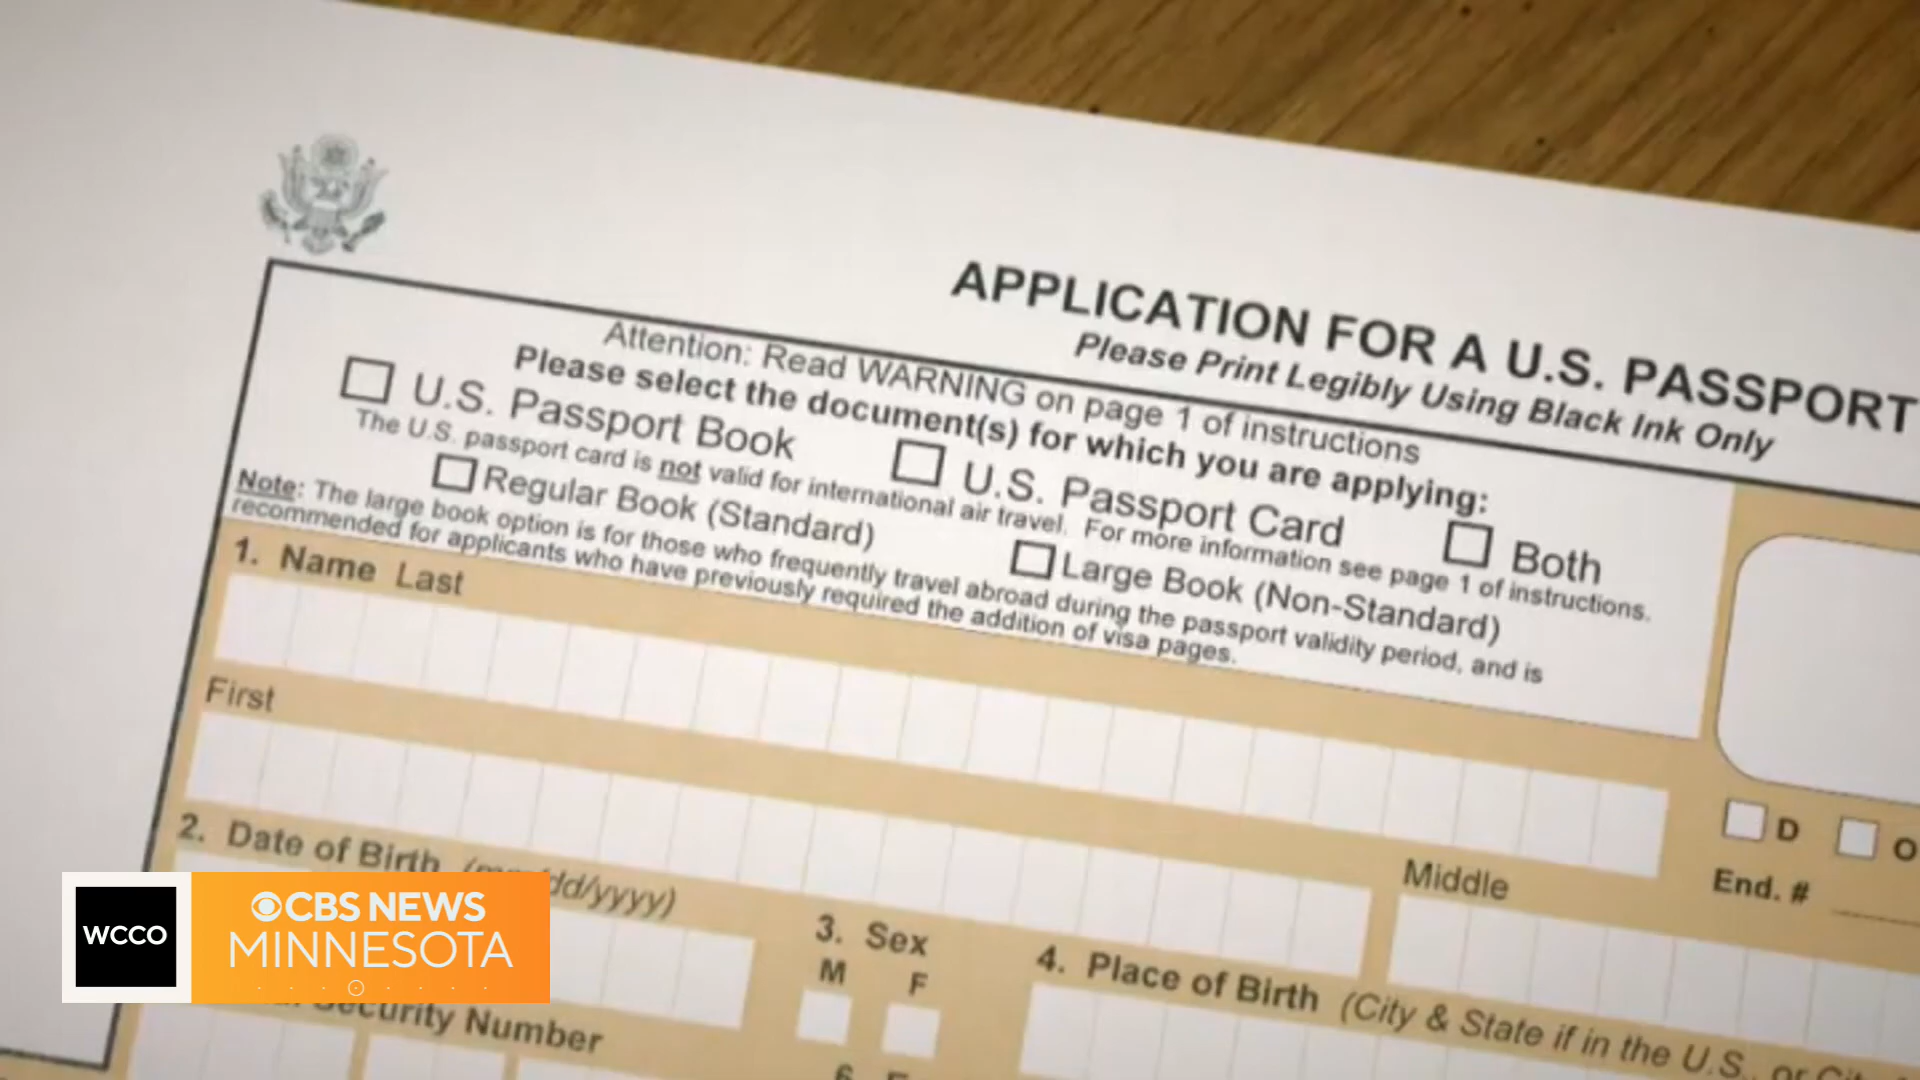 APPLICATION FOR A U.S. PASSPORT
Please Print Legibly Using Black Ink Only
Attention: Read WARNING on page 1 of instructions
Please select the document(s) for which you are applying:
U.S. Passport Book
U.S. Passport Card
Both
The U.S. passport card is not valid for international air travel. For more information see page 1 of instructions.
Regular Book (Standard)
Large Book (Non-Standard)
Note: The large book option is for those who frequently travel abroad during the passport validity period, and is
recommended for applicants who have previously required the addition of visa pages.
1. Name Last
First
Middle
D
O
End. #
2. Date of Birth
3. Sex
M F
4. Place of Birth (City & State if in the U.S., or
Security Number
WCCO
CBS NEWS
MINNESOTA